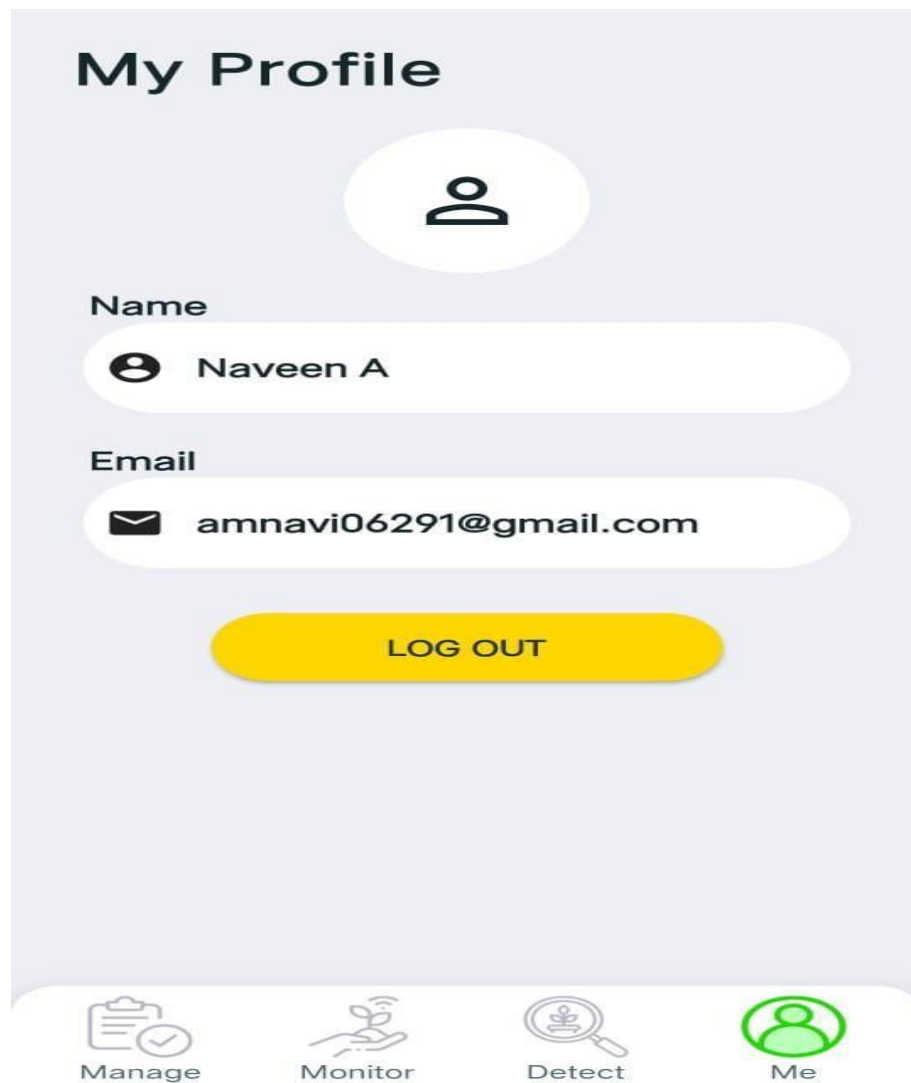 My Profile
Name
Naveen A
Email
amnavi06291@gmail.com
LOG OUT
Manage Monitor Detect Me